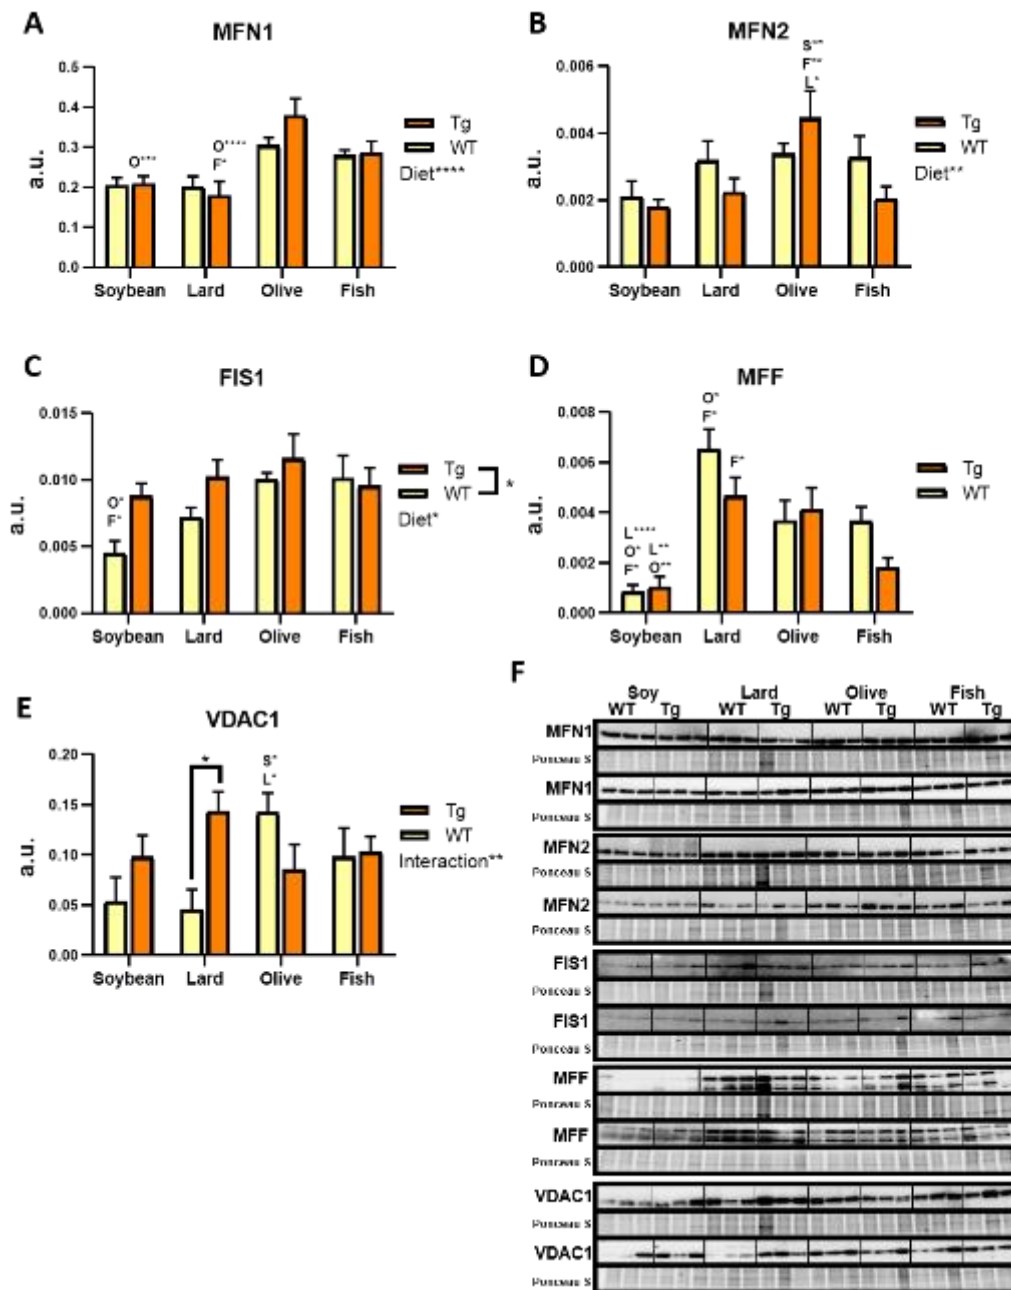 A
MFN1
0.5
0.4
0.3
0.2
0.1
0.0
a.u.
O***
O****
F*
Tg
WT
Diet****
Soybean Lard Olive Fish
B
MFN2
0.006
0.004
0.002
0.000
a.u.
F**
L*
Tg
WT
Diet**
Soybean Lard Olive Fish
C
FIS1
0.015
0.010
0.005
0.000
a.u.
O*
F*
Tg
WT
*
Diet*
Soybean Lard Olive Fish
D
MFF
0.008
0.006
0.004
0.002
0.000
a.u.
L****
O*
F*
L**
O**
O*
F*
F*
Tg
WT
Soybean Lard Olive Fish
E
VDAC1
0.20
0.15
0.10
0.05
0.00
a.u.
*
S*
L*
Tg
WT
Interaction**
Soybean Lard Olive Fish
F
Soy Lard Olive Fish
WT Tg WT Tg WT Tg WT Tg
MFN1
Ponceau S
MFN1
Ponceau S
MFN2
Ponceau S
MFN2
Ponceau S
FIS1
Ponceau S
FIS1
Ponceau S
MFF
Ponceau S
MFF
Ponceau S
VDAC1
Ponceau S
VDAC1
Ponceau S